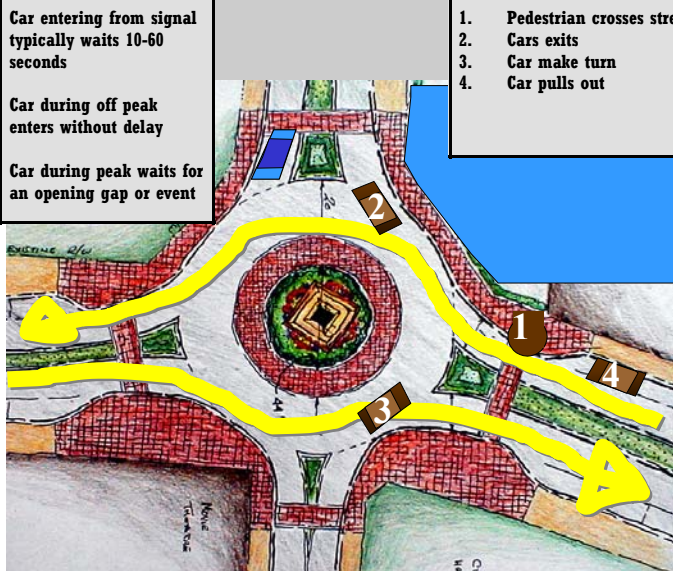 Car entering from signal
typically waits 10-60
seconds
Car during off peak
enters without delay
Car during peak waits for
an opening gap or event
1. Pedestrian crosses stre
2. Cars exits
3. Car make turn
4. Car pulls out
2
EXISTING R/W
1
4
3
MOVIE
THEATRE